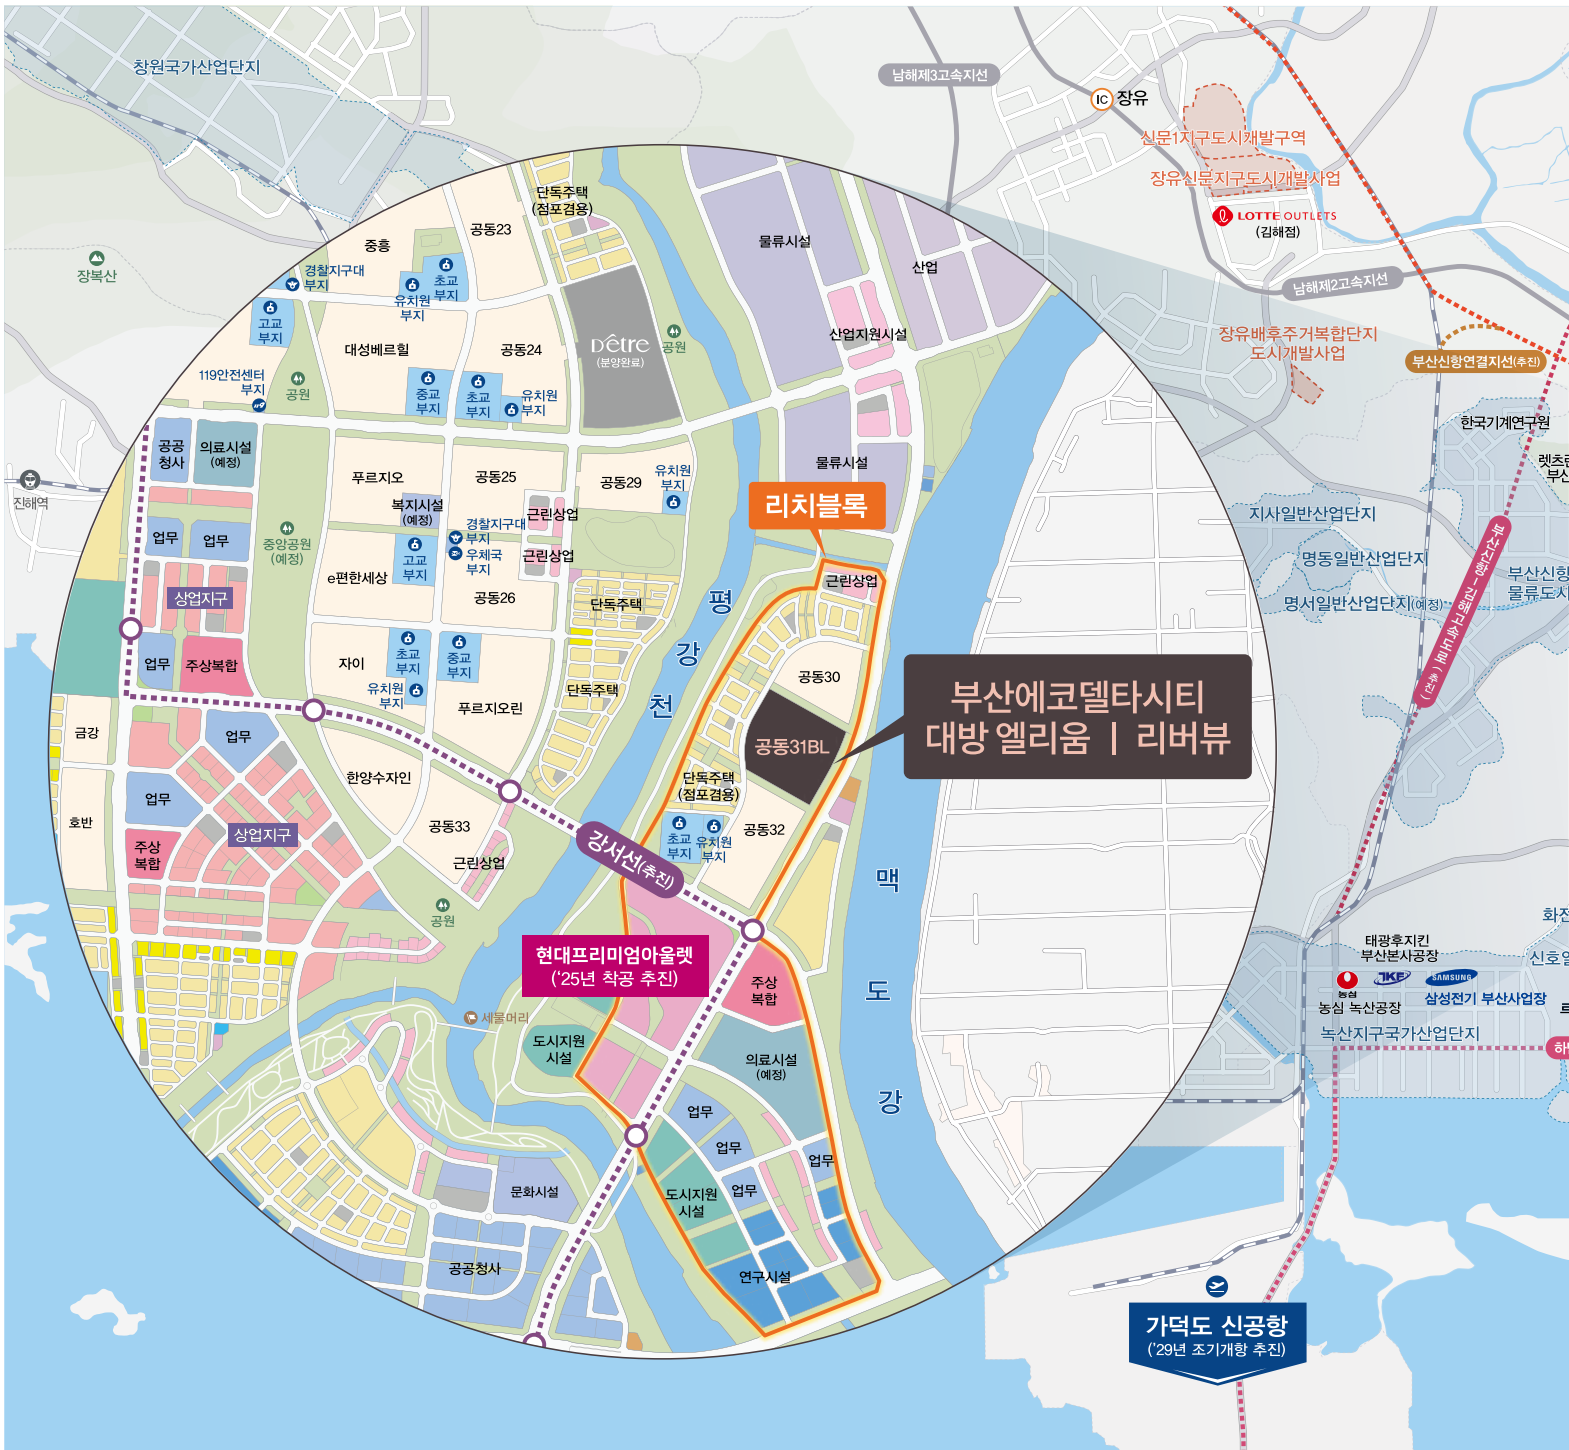 창원국가산업단지
남해제3고속지선
IC 장유
신문1지구도시개발구역
장유신문지구도시개발사업
LOTTE OUTLETS
(김해점)
남해제2고속지선
장유배후주거복합단지
도시개발사업
부산신항연결지선(추진)
한국기계연구원
렛츠런
부산
장복산
진해역
지사일반산업단지
명동일반산업단지
명서일반산업단지(예정)
부산신항
물류도시
부산신항-김해고속도로(추진)
단독주택
(점포겸용)
중흥
공동23
경찰지구대
부지
초교
부지
유치원
부지
고교
부지
물류시설
산업
대성베르힐
공동24
Dêtre
(분양완료)
공원
산업지원시설
119안전센터
부지
공원
중교
부지
초교
부지
유치원
부지
공공
청사
의료시설
(예정)
푸르지오
공동25
공동29
유치원
부지
물류시설
복지시설
(예정)
근린상업
리치블록
업무
업무
중앙공원
(예정)
경찰지구대
부지
우체국
부지
근린상업
고교
부지
e편한세상
공동26
단독주택
근린상업
상업지구
평
강
천
업무
주상복합
자이
초교
부지
중교
부지
유치원
부지
푸르지오린
단독주택
공동30
부산에코델타시티
대방 엘리움 | 리버뷰
공동31BL
금강
업무
한양수자인
단독주택
(점포겸용)
업무
호반
상업지구
공동33
초교
부지
유치원
부지
공동32
주상
복합
근린상업
강서선(추진)
맥
도
강
공원
현대프리미엄아울렛
('25년 착공 추진)
주상
복합
세물머리
도시지원
시설
의료시설
(예정)
업무
업무
업무
업무
도시지원
시설
문화시설
공공청사
연구시설
화전
태광후지킨
부산본사공장
신호일
농심
JKF
SAMSUNG
농심 녹산공장
삼성전기 부산사업장
르
녹산지구국가산업단지
하
가덕도 신공항
('29년 조기개항 추진)